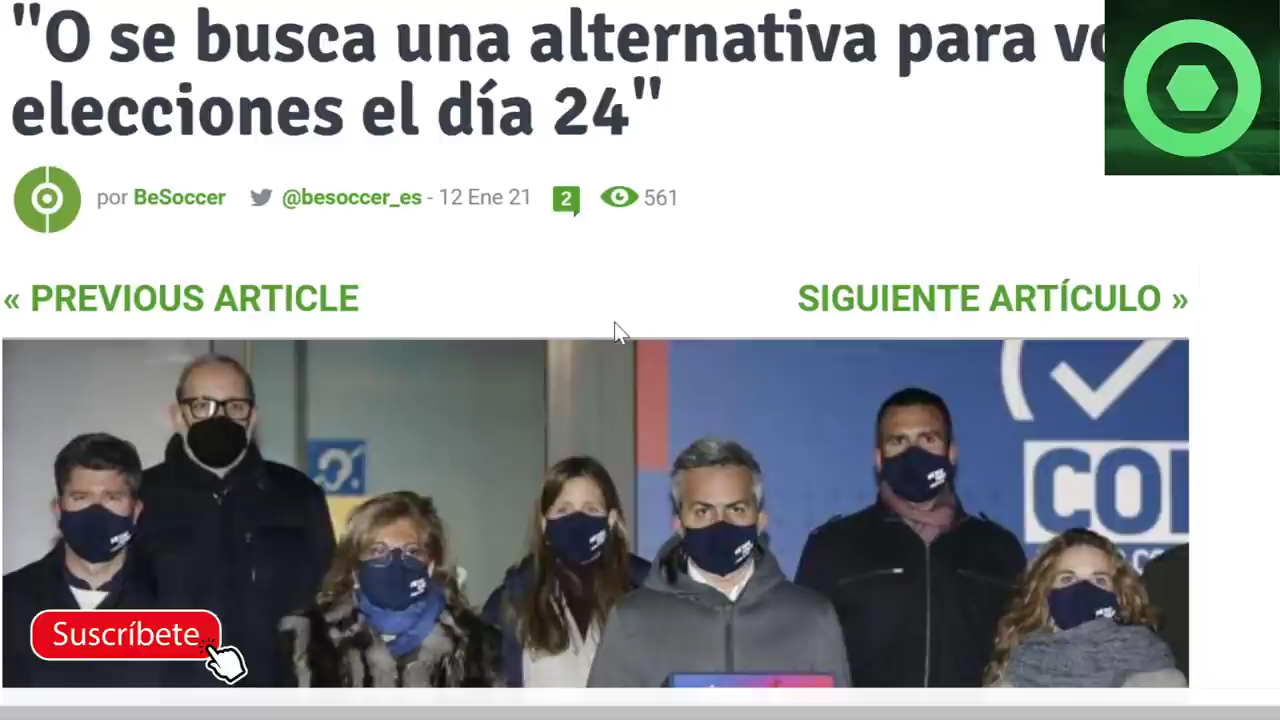 "O se busca una alternativa para vo
elecciones el día 24"
por BeSoccer @besoccer_es - 12 Ene 21 2 561
« PREVIOUS ARTICLE
SIGUIENTE ARTÍCULO »
CO
Suscríbete